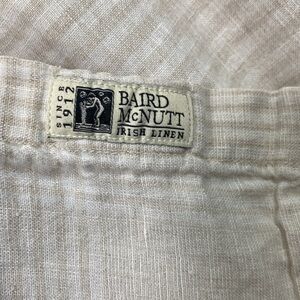 SINCE
1912
BAIRD
McNUTT
IRISH LINEN